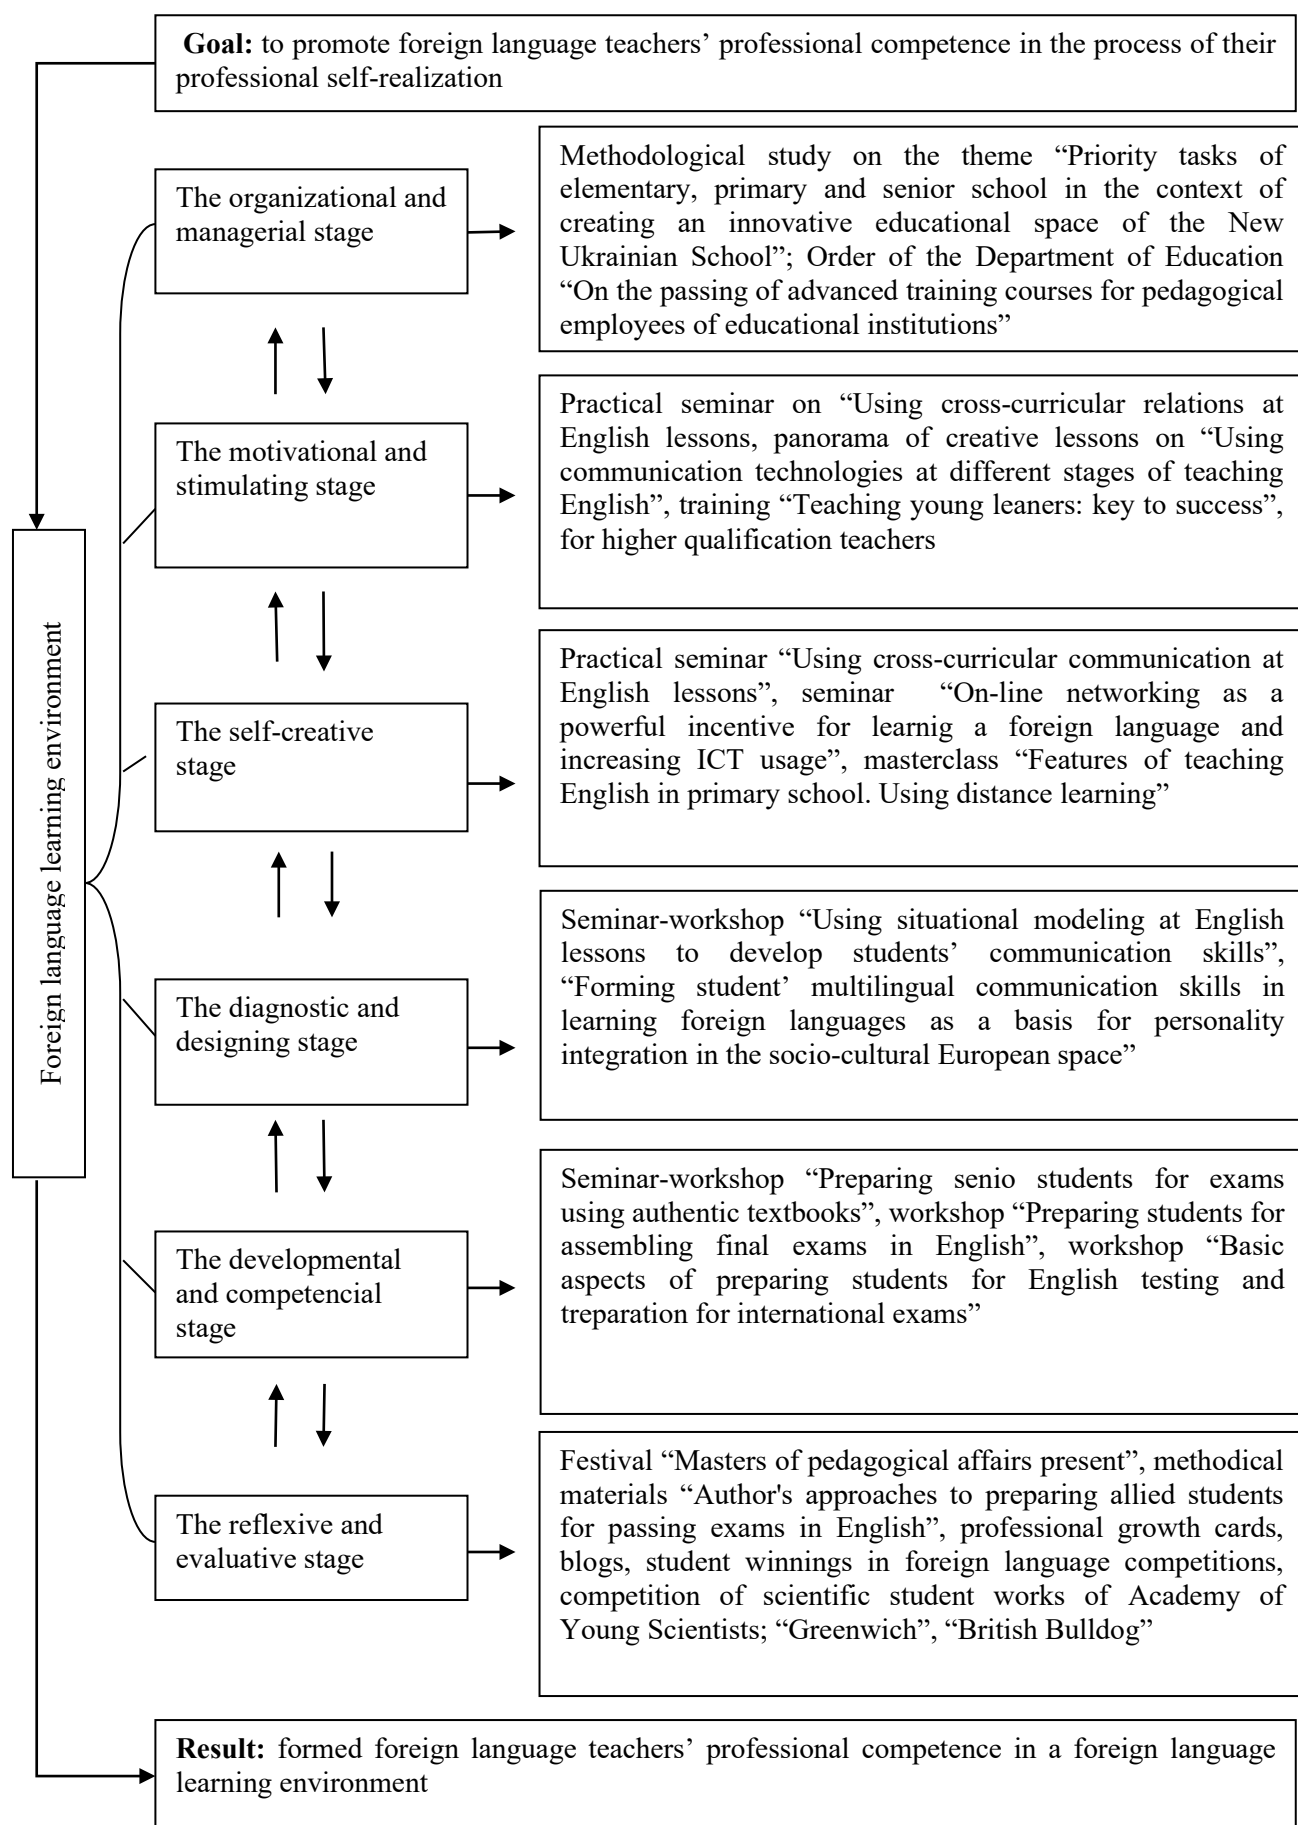 Goal: to promote foreign language teachers’ professional competence in the process of their
professional self-realization
Foreign language learning environment
The organizational and
managerial stage
Methodological study on the theme “Priority tasks of
elementary, primary and senior school in the context of
creating an innovative educational space of the New
Ukrainian School”; Order of the Department of Education
“On the passing of advanced training courses for pedagogical
employees of educational institutions”
The motivational and
stimulating stage
Practical seminar on “Using cross-curricular relations at
English lessons, panorama of creative lessons on “Using
communication technologies at different stages of teaching
English”, training “Teaching young leaners: key to success”,
for higher qualification teachers
The self-creative
stage
Practical seminar “Using cross-curricular communication at
English lessons”, seminar “On-line networking as a
powerful incentive for learnig a foreign language and
increasing ICT usage”, masterclass “Features of teaching
English in primary school. Using distance learning”
The diagnostic and
designing stage
Seminar-workshop “Using situational modeling at English
lessons to develop students’ communication skills”,
“Forming student’ multilingual communication skills in
learning foreign languages as a basis for personality
integration in the socio-cultural European space”
The developmental
and competencial
stage
Seminar-workshop “Preparing senio students for exams
using authentic textbooks”, workshop “Preparing students for
assembling final exams in English”, workshop “Basic
aspects of preparing students for English testing and
treparation for international exams”
The reflexive and
evaluative stage
Festival “Masters of pedagogical affairs present”, methodical
materials “Author's approaches to preparing allied students
for passing exams in English”, professional growth cards,
blogs, student winnings in foreign language competitions,
competition of scientific student works of Academy of
Young Scientists; “Greenwich”, “British Bulldog”
Result: formed foreign language teachers’ professional competence in a foreign language
learning environment